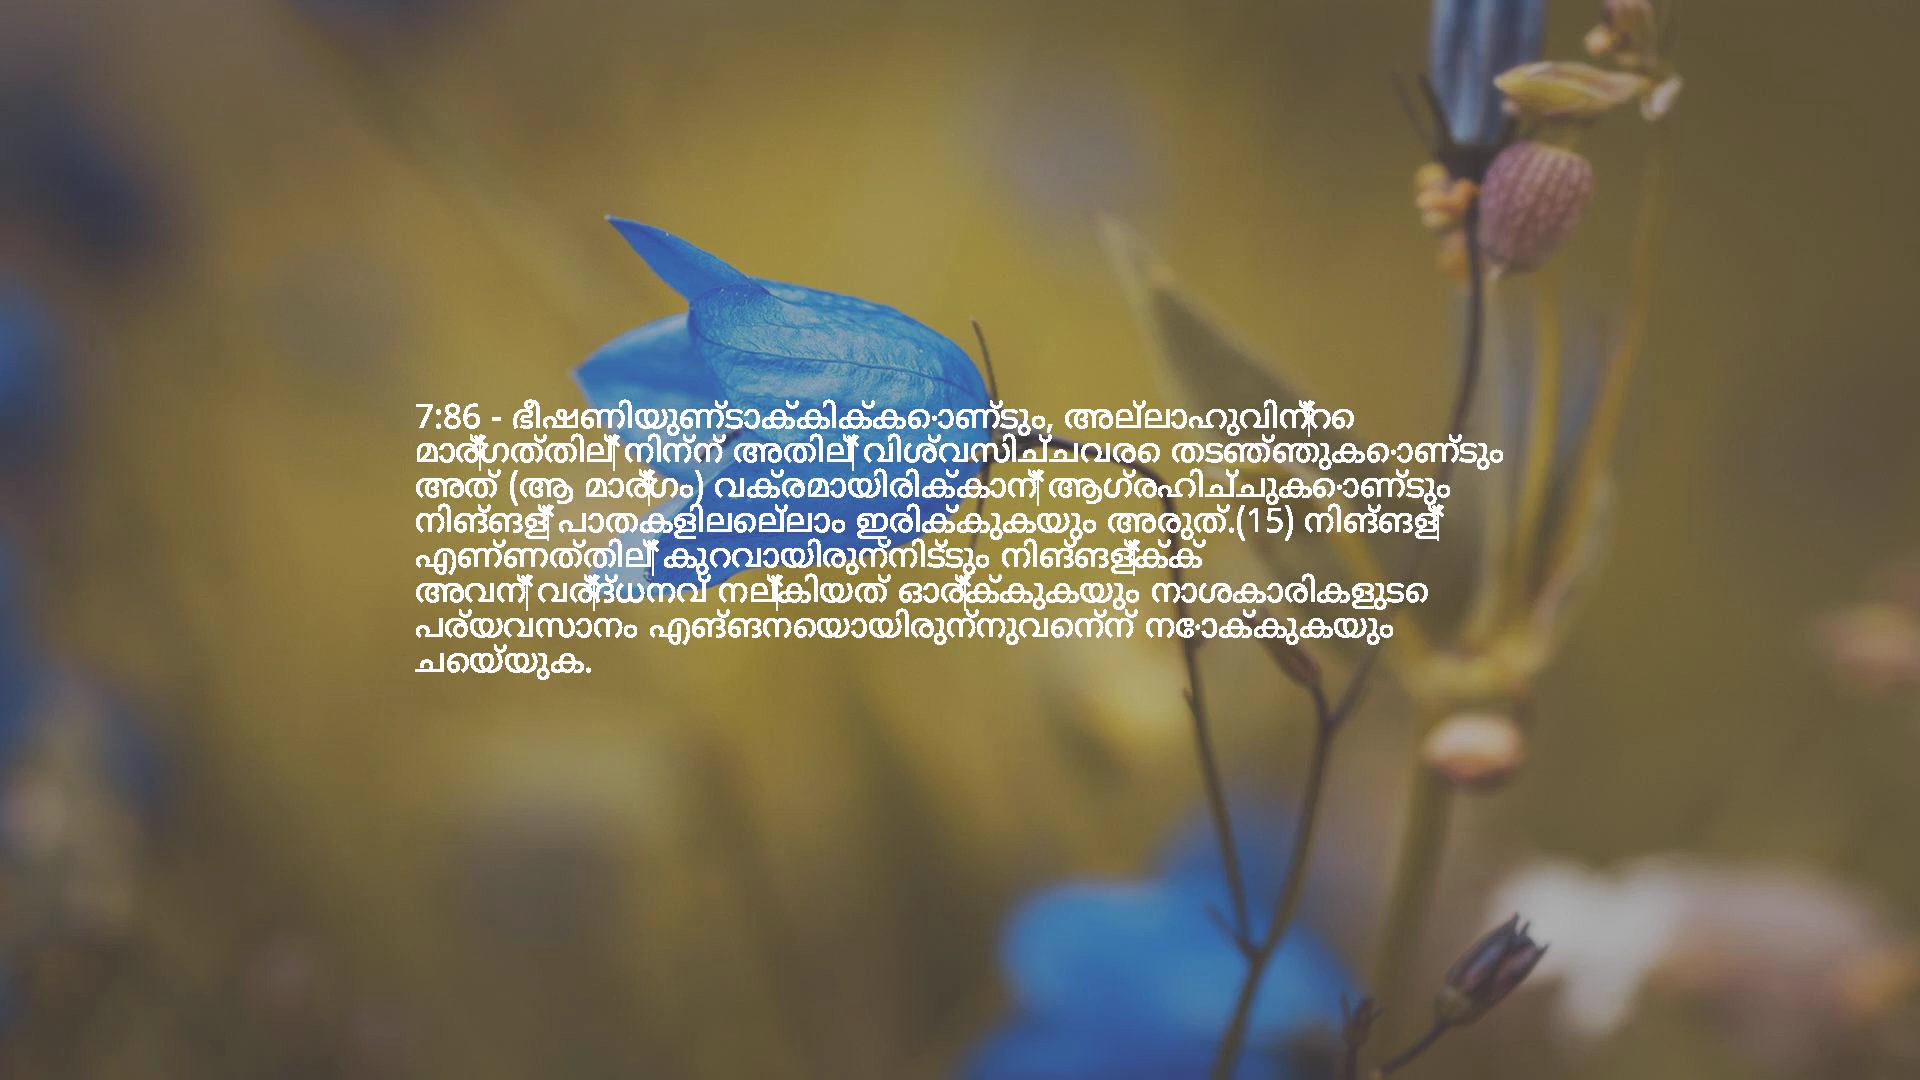 7:86 - ഭീഷണിയുണ്ടാക്കിക്കൊണ്ടും, അല്ലാഹുവിന്‍റെ
മാര്‍ഗത്തില്‍ നിന്ന് അതില്‍ വിശ്വസിച്ചവരെ തടഞ്ഞുകൊണ്ടും
അത് (ആ മാര്‍ഗം) വക്രമായിരിക്കാന്‍ ആഗ്രഹിച്ചുകൊണ്ടും
നിങ്ങള്‍ പാതകളിലെല്ലാം ഇരിക്കുകയും അരുത്.(15) നിങ്ങള്‍
എണ്ണത്തില്‍ കുറവായിരുന്നിട്ടും നിങ്ങള്‍ക്ക്
അവന്‍ വര്‍ദ്ധനവ് നല്‍കിയത് ഓര്‍ക്കുകയും നാശകാരികളുടെ
പര്യവസാനം എങ്ങനെയായിരുന്നുവെന്ന് നോക്കുകയും
ചെയ്യുക.